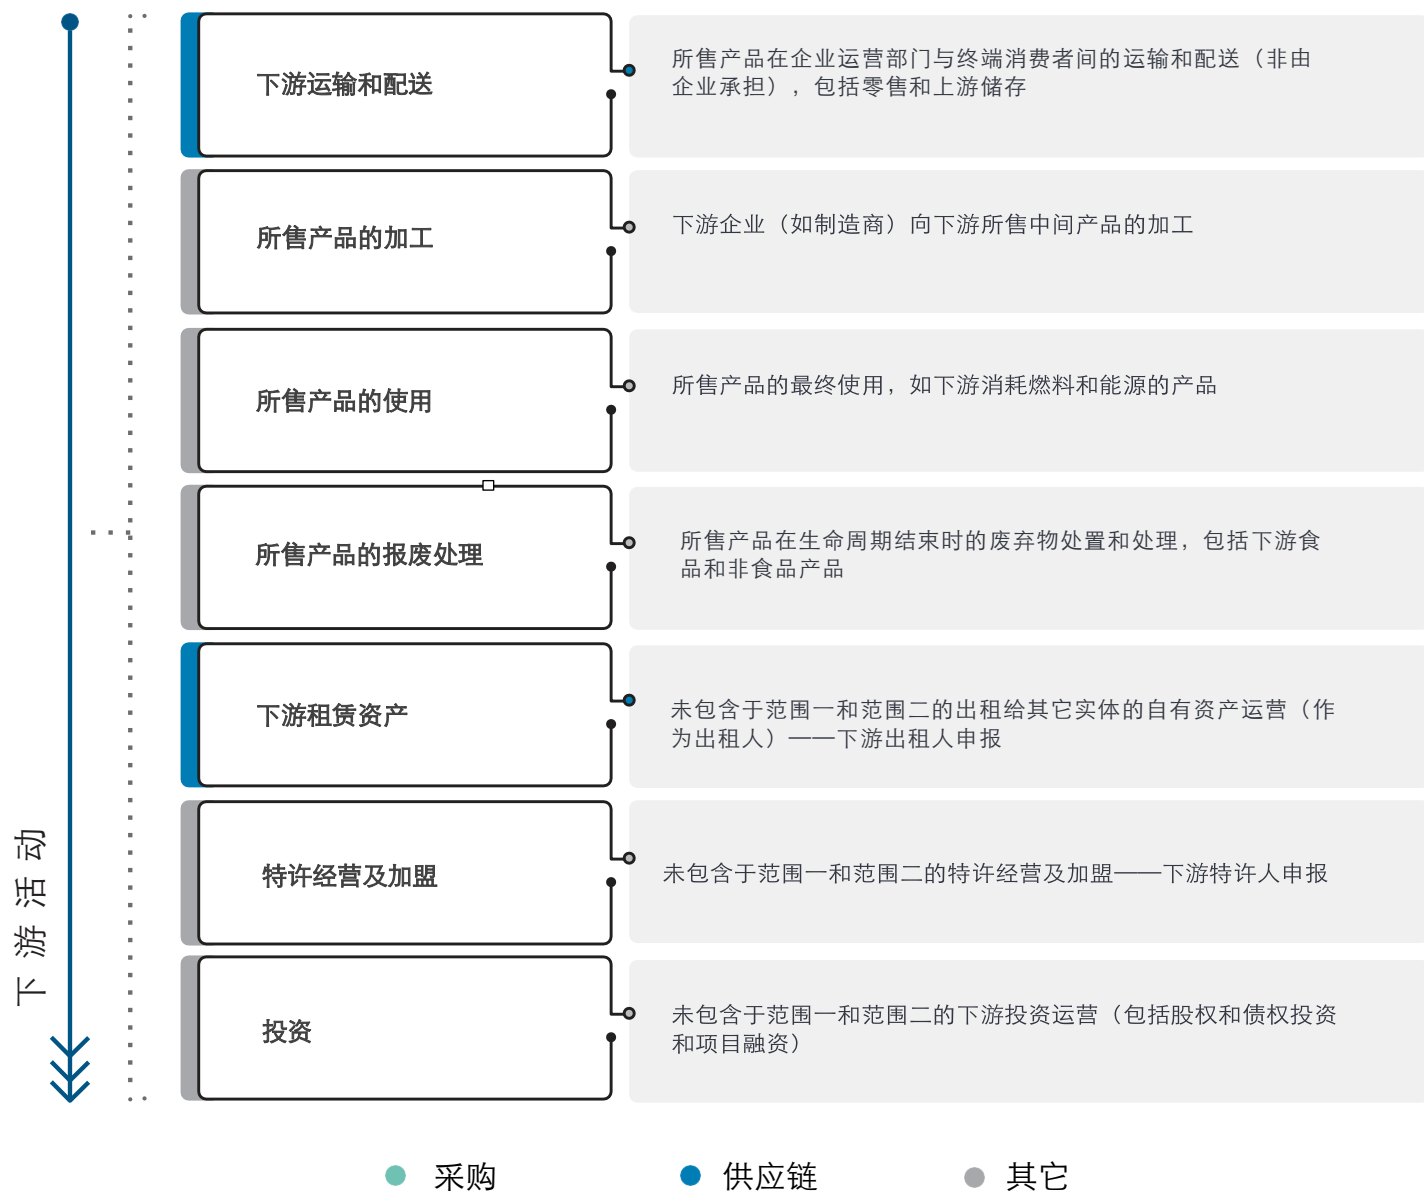 下游运输和配送
所售产品在企业运营部门与终端消费者间的运输和配送（非由
企业承担），包括零售和上游储存
所售产品的加工
下游企业（如制造商）向下游所售中间产品的加工
所售产品的使用
所售产品的最终使用，如下游消耗燃料和能源的产品
所售产品的报废处理
所售产品在生命周期结束时的废弃物处置和处理，包括下游食
品和非食品产品
下游租赁资产
未包含于范围一和范围二的出租给其它实体的自有资产运营（作
为出租人）——下游出租人申报
特许经营及加盟
未包含于范围一和范围二的特许经营及加盟——下游特许人申报
投资
未包含于范围一和范围二的下游投资运营（包括股权和债权投资
和项目融资）
下游活动
采购
供应链
其它